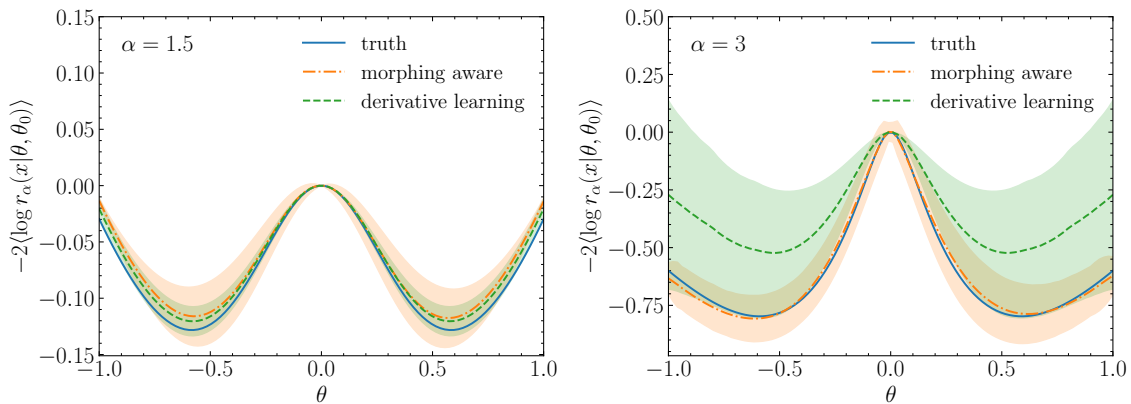 α = 1.5
truth
morphing aware
derivative learning
−2⟨log r_α(x|θ, θ₀)⟩
0.15
0.10
0.05
0.00
−0.05
−0.10
−0.15
−1.0 −0.5 0.0 0.5 1.0
θ
α = 3
truth
morphing aware
derivative learning
−2⟨log r_α(x|θ, θ₀)⟩
0.50
0.25
0.00
−0.25
−0.50
−0.75
−1.0 −0.5 0.0 0.5 1.0
θ